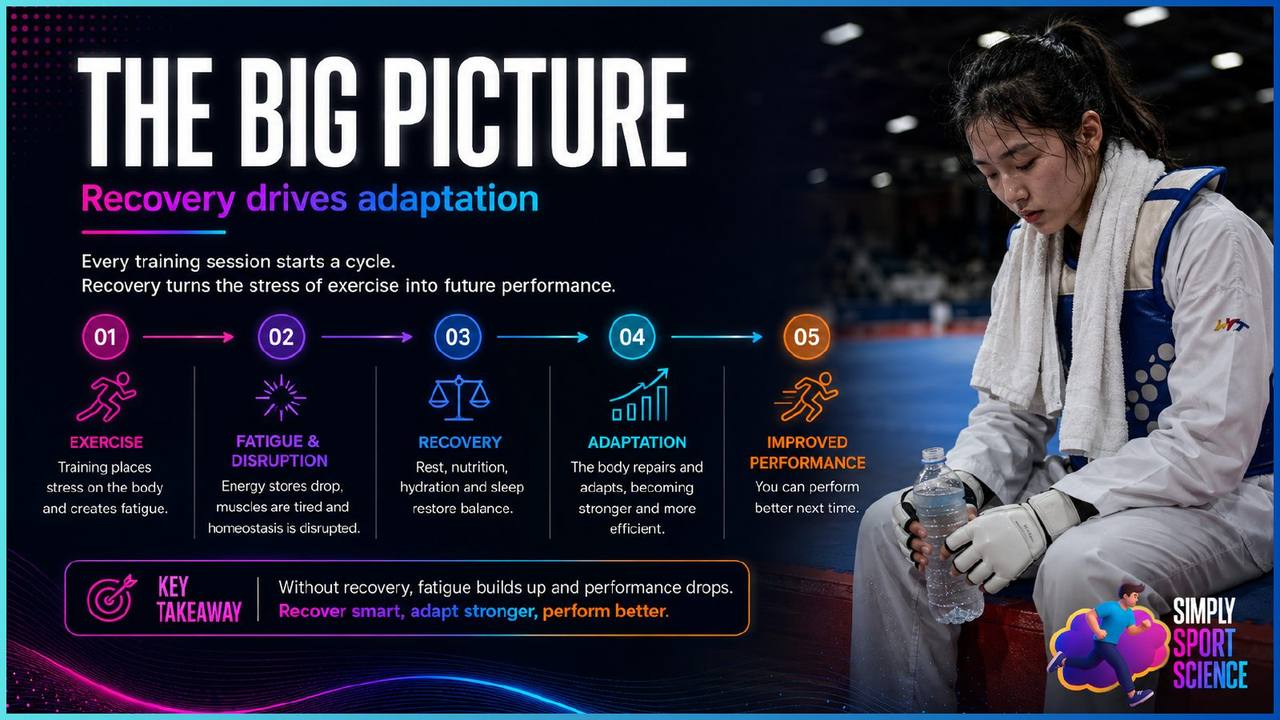 THE BIG PICTURE
Recovery drives adaptation
Every training session starts a cycle.
Recovery turns the stress of exercise into future performance.
01
02
03
04
05
EXERCISE
Training places
stress on the body
and creates fatigue.
FATIGUE &
DISRUPTION
Energy stores drop,
muscles are tired and
homeostasis is disrupted.
RECOVERY
Rest, nutrition,
hydration and sleep
restore balance.
ADAPTATION
The body repairs and
adapts, becoming
stronger and more
efficient.
IMPROVED
PERFORMANCE
You can perform
better next time.
KEY
TAKEAWAY
Without recovery, fatigue builds up and performance drops.
Recover smart, adapt stronger, perform better.
SIMPLY
SPORT
SCIENCE